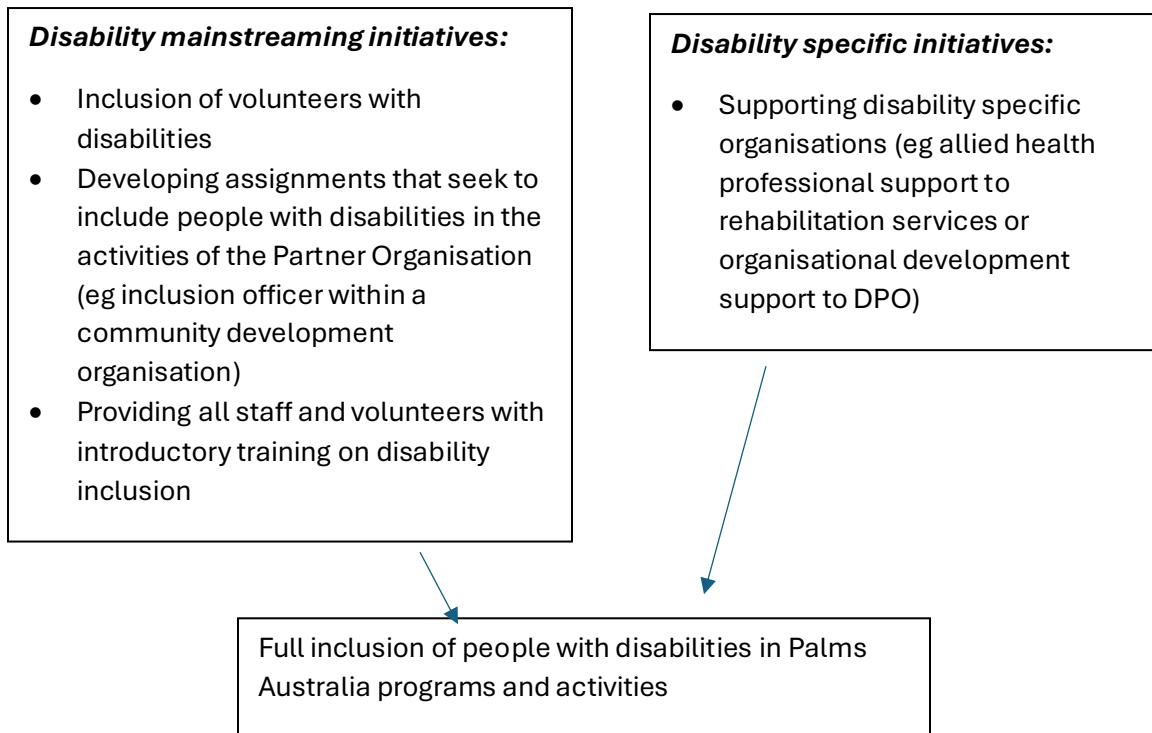 Disability mainstreaming initiatives:
• Inclusion of volunteers with
disabilities
• Developing assignments that seek to
include people with disabilities in the
activities of the Partner Organisation
(eg inclusion officer within a
community development
organisation)
• Providing all staff and volunteers with
introductory training on disability
inclusion
Disability specific initiatives:
• Supporting disability specific
organisations (eg allied health
professional support to
rehabilitation services or
organisational development
support to DPO)
Full inclusion of people with disabilities in Palms
Australia programs and activities